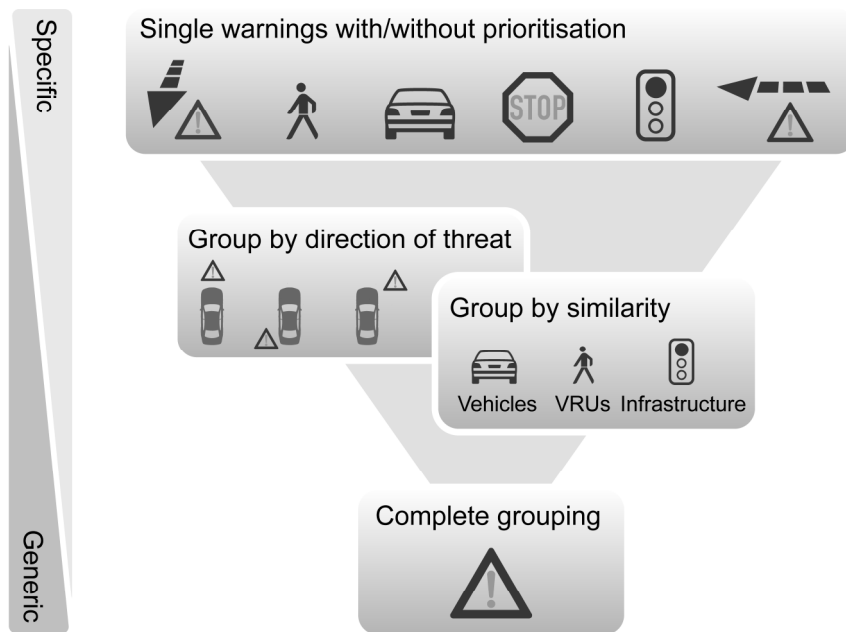 Specific
Single warnings with/without prioritisation
STOP
Group by direction of threat
Group by similarity
Vehicles VRUs Infrastructure
Generic
Complete grouping